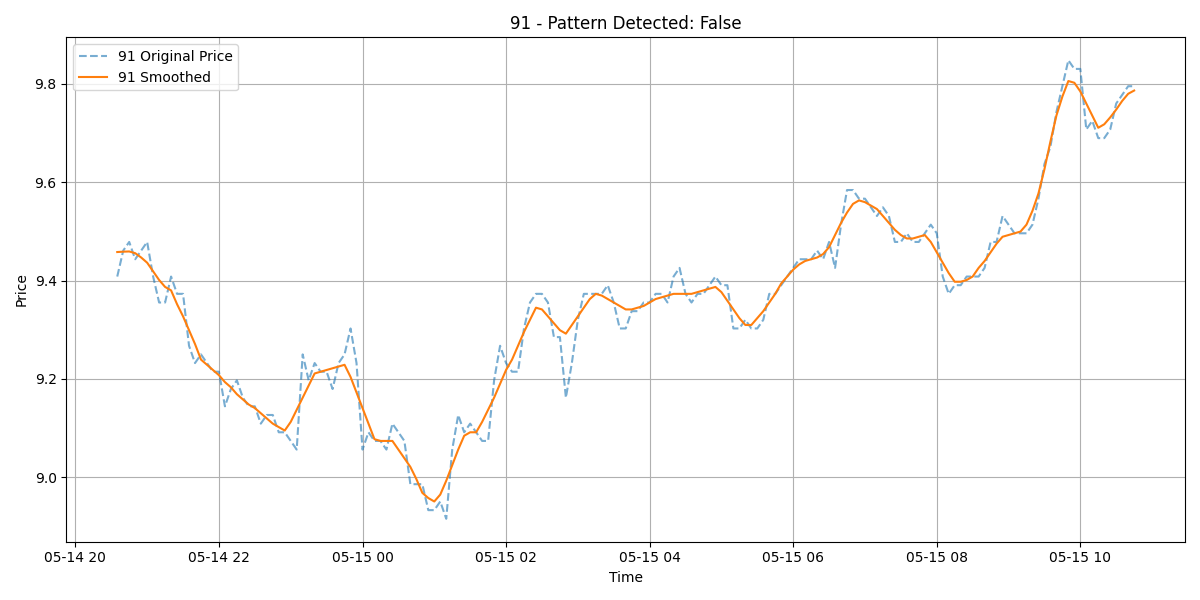 91 - Pattern Detected: False
91 Original Price
91 Smoothed
9.8
9.6
9.4
9.2
9.0
Price
05-14 20
05-14 22
05-15 00
05-15 02
05-15 04
05-15 06
05-15 08
05-15 10
Time